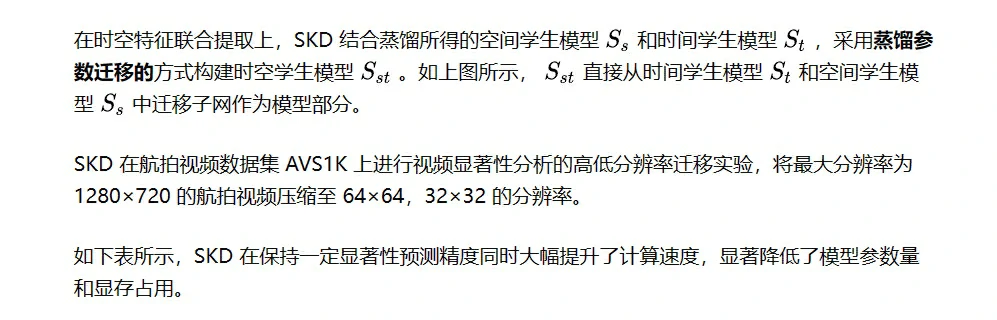 在时空特征联合提取上，SKD 结合蒸馏所得的空间学生模型 S_s 和时间学生模型 S_t ，采用蒸馏参
数迁移的方式构建时空学生模型 S_st 。如上图所示， S_st 直接从时间学生模型 S_t 和空间学生模
型 S_s 中迁移子网作为模型部分。
SKD 在航拍视频数据集 AVS1K 上进行视频显著性分析的高低分辨率迁移实验，将最大分辨率为
1280×720 的航拍视频压缩至 64×64，32×32 的分辨率。
如下表所示，SKD 在保持一定显著性预测精度同时大幅提升了计算速度，显著降低了模型参数量
和显存占用。